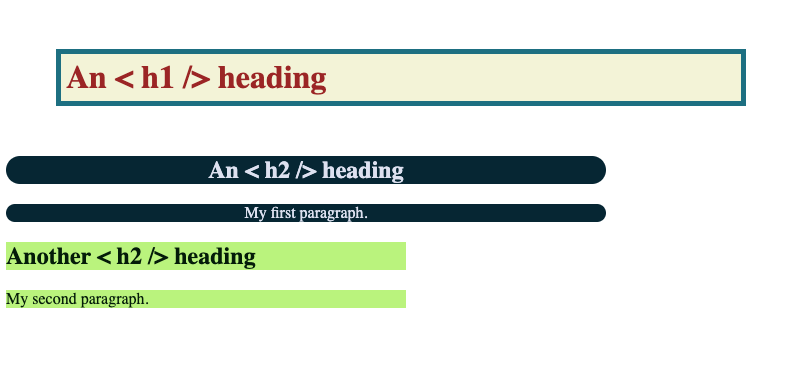 An < h1 /> heading
An < h2 /> heading
My first paragraph.
Another < h2 /> heading
My second paragraph.